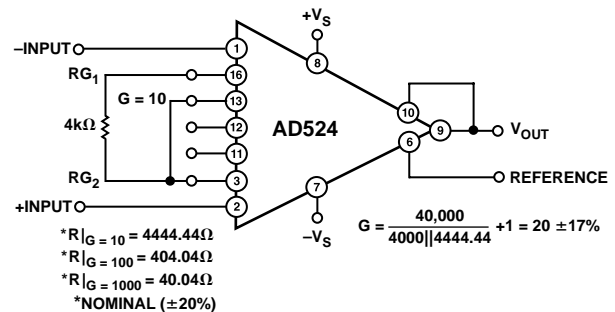 –INPUT
1
+VS
8
RG1
16
G = 10
13
10
4kΩ
12
AD524
9
VOUT
11
6
RG2
3
7
REFERENCE
+INPUT
2
–VS
G = 40,000 / 4000||4444.44 +1 = 20 ±17%
*R|G = 10 = 4444.44Ω
*R|G = 100 = 404.04Ω
*R|G = 1000 = 40.04Ω
*NOMINAL (±20%)